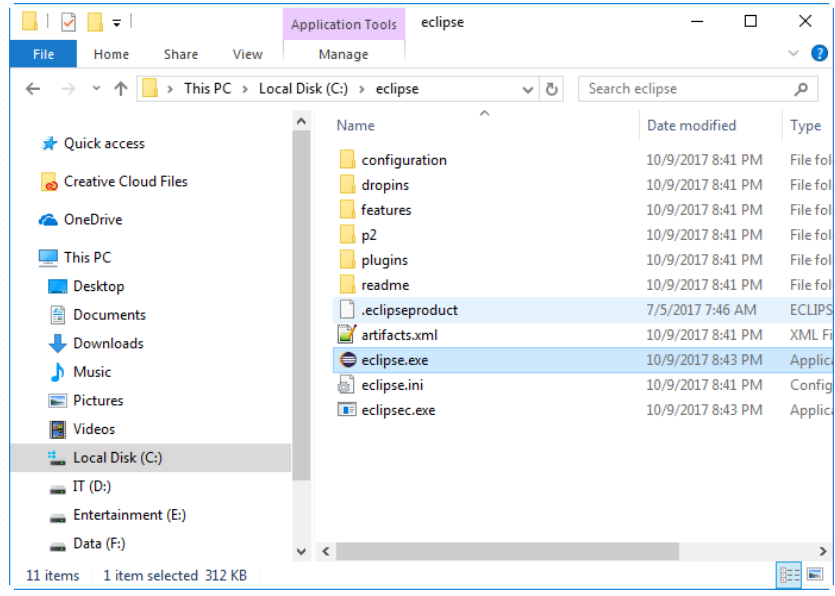 Application Tools eclipse
File Home Share View Manage
This PC Local Disk (C:) eclipse Search eclipse
Name Date modified Type
Quick access
Creative Cloud Files
OneDrive
This PC
Desktop
Documents
Downloads
Music
Pictures
Videos
Local Disk (C:)
IT (D:)
Entertainment (E:)
Data (F:)
configuration 10/9/2017 8:41 PM File fol
dropins 10/9/2017 8:41 PM File fol
features 10/9/2017 8:41 PM File fol
p2 10/9/2017 8:41 PM File fol
plugins 10/9/2017 8:41 PM File fol
readme 10/9/2017 8:41 PM File fol
.eclipseproduct 7/5/2017 7:46 AM ECLIPS
artifacts.xml 10/9/2017 8:41 PM XML Fi
eclipse.exe 10/9/2017 8:43 PM Applica
eclipse.ini 10/9/2017 8:41 PM Config
eclipsec.exe 10/9/2017 8:43 PM Applica
11 items 1 item selected 312 KB